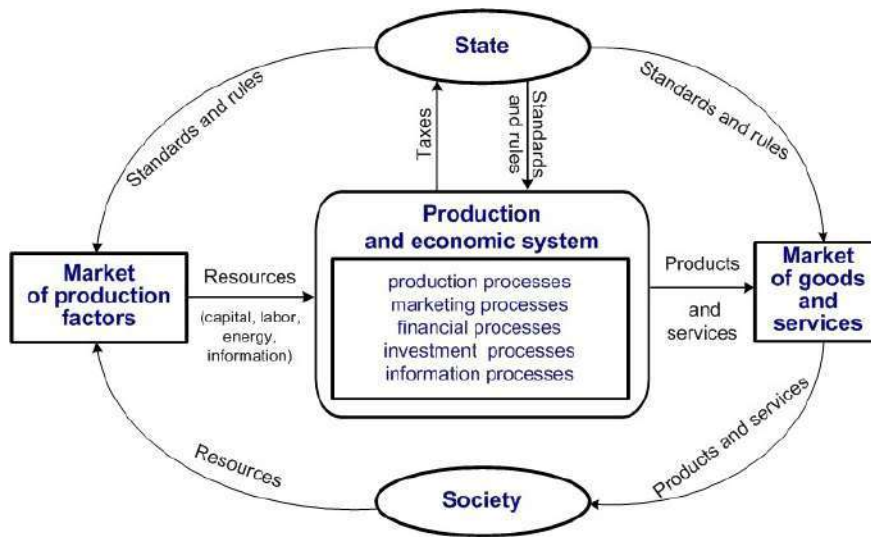 State
Standards and rules
Taxes
Standards
and rules
Standards and rules
Production
and economic system
Market
of production
factors
Resources
(capital, labor,
energy,
information)
production processes
marketing processes
financial processes
investment processes
information processes
Products
and
services
Market
of goods
and
services
Resources
Society
Products and services